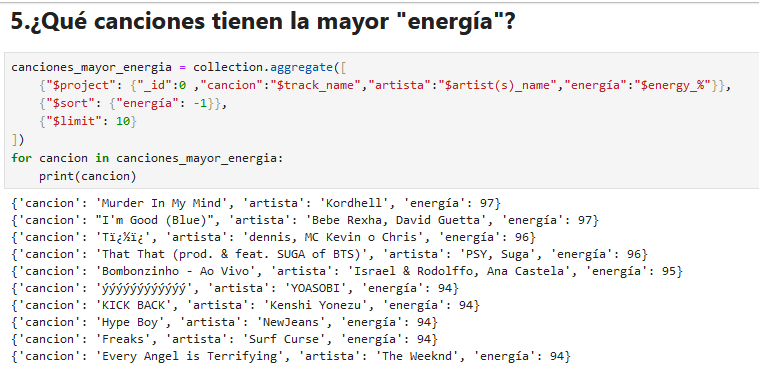 5.¿Qué canciones tienen la mayor "energía"?
canciones_mayor_energia = collection.aggregate([
    {"$project": {"_id":0 ,"cancion":"$track_name","artista":"$artist(s)_name","energía":"$energy_%"}},
    {"$sort": {"energía": -1}},
    {"$limit": 10}
])
for cancion in canciones_mayor_energia:
    print(cancion)
{'cancion': 'Murder In My Mind', 'artista': 'Kordhell', 'energía': 97}
{'cancion': "I'm Good (Blue)", 'artista': 'Bebe Rexha, David Guetta', 'energía': 97}
{'cancion': 'Tï¿½ï¿', 'artista': 'dennis, MC Kevin o Chris', 'energía': 96}
{'cancion': 'That That (prod. & feat. SUGA of BTS)', 'artista': 'PSY, Suga', 'energía': 96}
{'cancion': 'Bombonzinho - Ao Vivo', 'artista': 'Israel & Rodolffo, Ana Castela', 'energía': 95}
{'cancion': 'ýýýýýýýýýýýý', 'artista': 'YOASOBI', 'energía': 94}
{'cancion': 'KICK BACK', 'artista': 'Kenshi Yonezu', 'energía': 94}
{'cancion': 'Hype Boy', 'artista': 'NewJeans', 'energía': 94}
{'cancion': 'Freaks', 'artista': 'Surf Curse', 'energía': 94}
{'cancion': 'Every Angel is Terrifying', 'artista': 'The Weeknd', 'energía': 94}